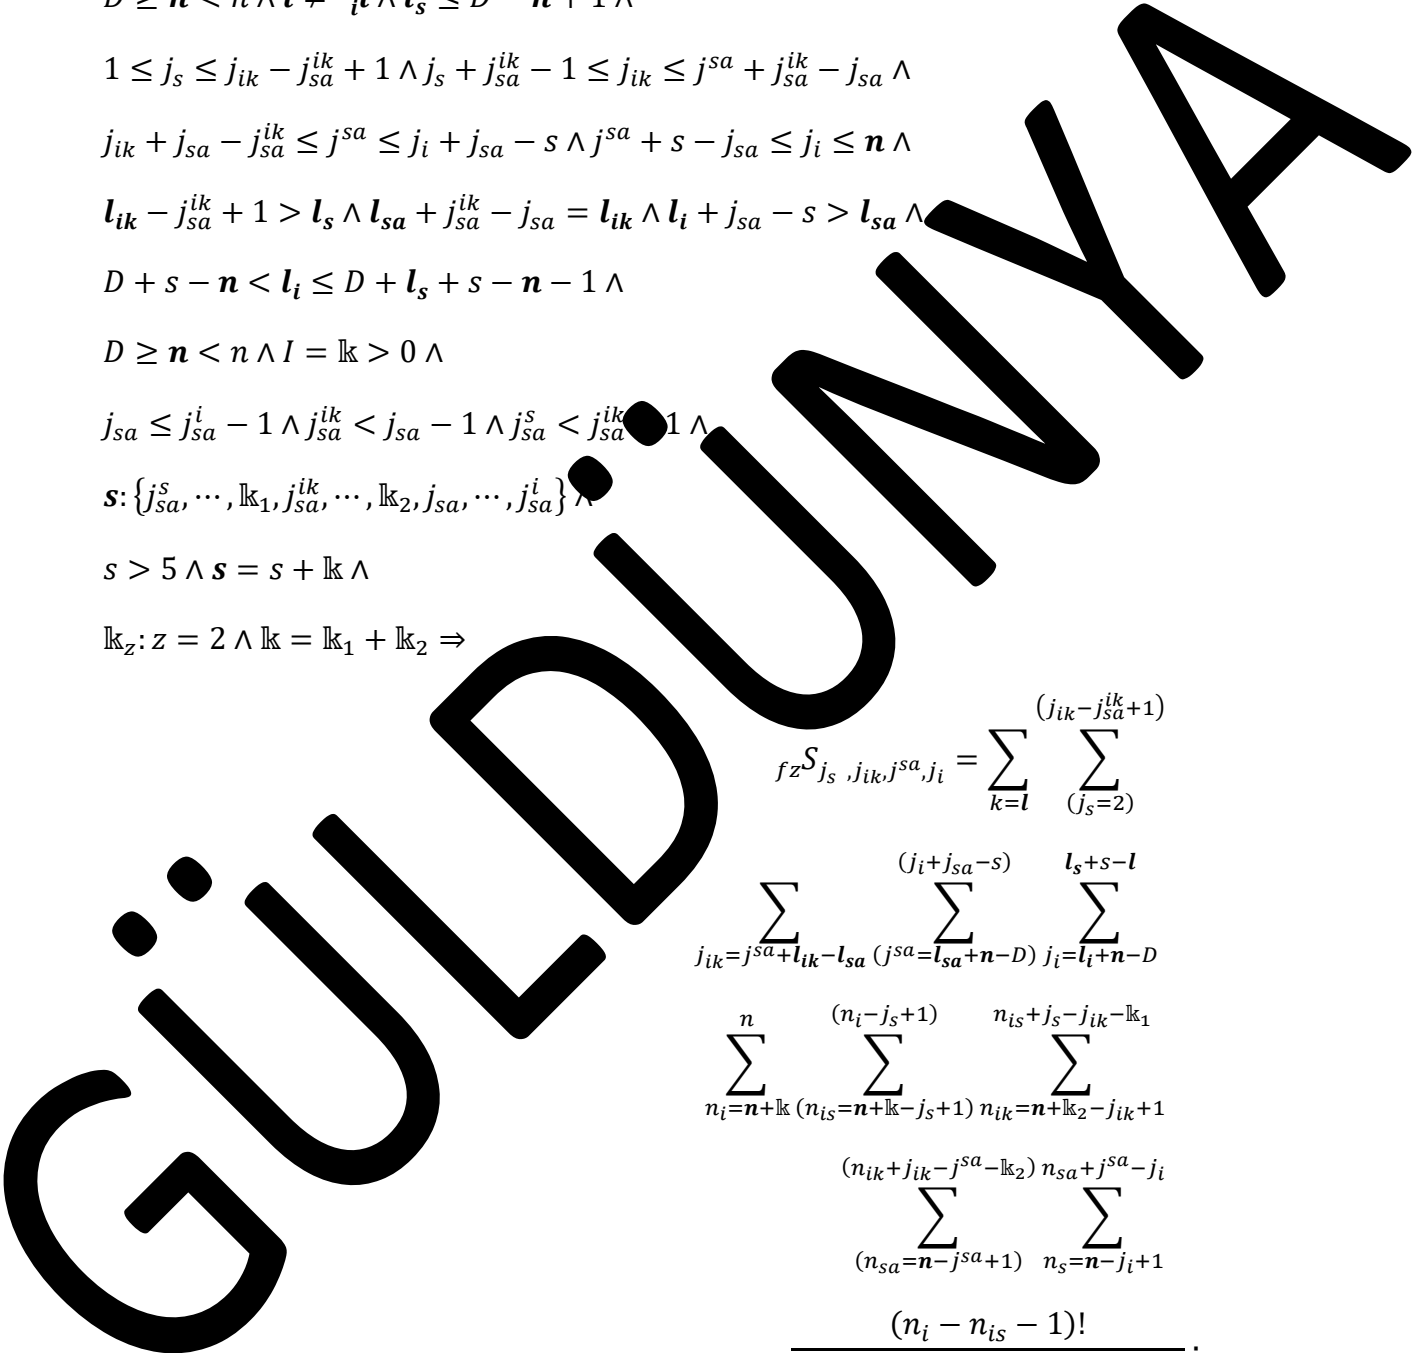 1 ≤ j_s ≤ j_{ik} − j_{sa}^{ik} + 1 ∧ j_s + j_{sa}^{ik} − 1 ≤ j_{ik} ≤ j^{sa} + j_{sa}^{ik} − j_{sa} ∧
j_{ik} + j_{sa} − j_{sa}^{ik} ≤ j^{sa} ≤ j_i + j_{sa} − s ∧ j^{sa} + s − j_{sa} ≤ j_i ≤ n ∧
l_{ik} − j_{sa}^{ik} + 1 > l_s ∧ l_{sa} + j_{sa}^{ik} − j_{sa} = l_{ik} ∧ l_i + j_{sa} − s > l_{sa} ∧
D + s − n < l_i ≤ D + l_s + s − n − 1 ∧
D ≥ n < n ∧ I = 𝕜 > 0 ∧
j_{sa} ≤ j_{sa}^{i} − 1 ∧ j_{sa}^{ik} < j_{sa} − 1 ∧ j_{sa}^{s} < j_{sa}^{ik} 1 ∧
s: {j_{sa}^{s}, ⋯, 𝕜_1, j_{sa}^{ik}, ⋯, 𝕜_2, j_{sa}, ⋯, j_{sa}^{i}} ∧
s > 5 ∧ s = s + 𝕜 ∧
𝕜_z: z = 2 ∧ 𝕜 = 𝕜_1 + 𝕜_2 ⇒
_{fz}S_{j_s, j_{ik}, j^{sa}, j_i} = ∑_{k=l} ∑_{(j_s=2)}^{(j_{ik}−j_{sa}^{ik}+1)}
∑_{j_{ik}=j^{sa}+l_{ik}−l_{sa}} ∑_{(j^{sa}=l_{sa}+n−D)}^{(j_i+j_{sa}−s)} ∑_{j_i=l_i+n−D}^{l_s+s−l}
∑_{n_i=n+𝕜}^{n} ∑_{(n_{is}=n+𝕜−j_s+1)}^{(n_i−j_s+1)} ∑_{n_{ik}=n+𝕜_2−j_{ik}+1}^{n_{is}+j_s−j_{ik}−𝕜_1}
∑_{(n_{sa}=n−j^{sa}+1)}^{(n_{ik}+j_{ik}−j^{sa}−𝕜_2)} ∑_{n_s=n−j_i+1}^{n_{sa}+j^{sa}−j_i}
(n_i − n_{is} − 1)! .
GÜLDÜNYA